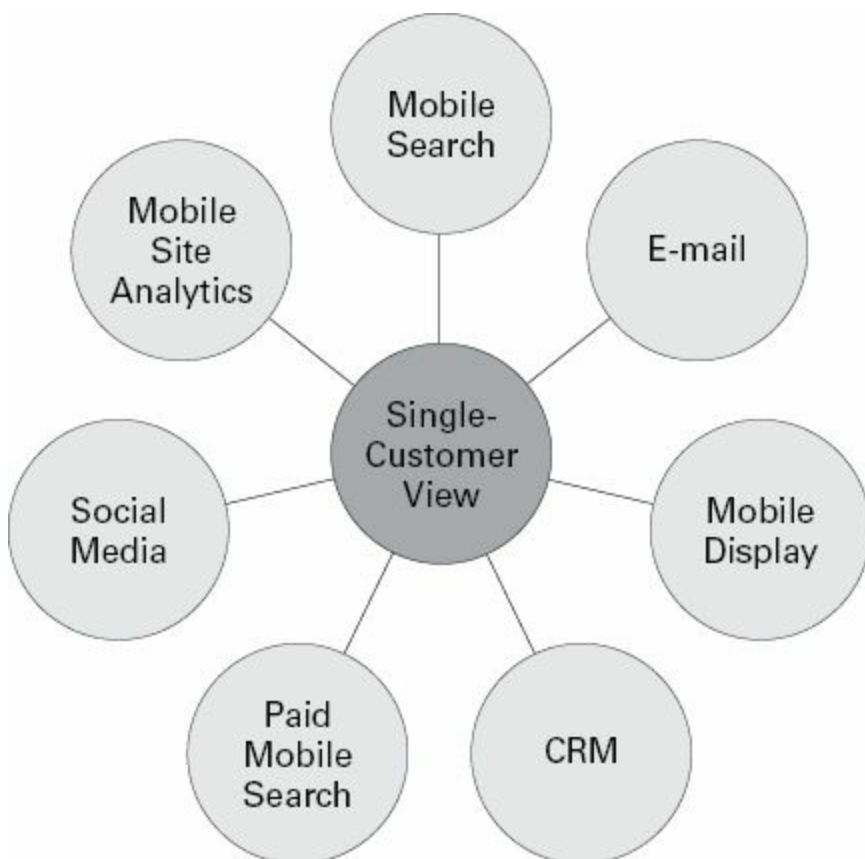 Mobile
Search
E-mail
Mobile
Site
Analytics
Single-
Customer
View
Social
Media
Mobile
Display
Paid
Mobile
Search
CRM